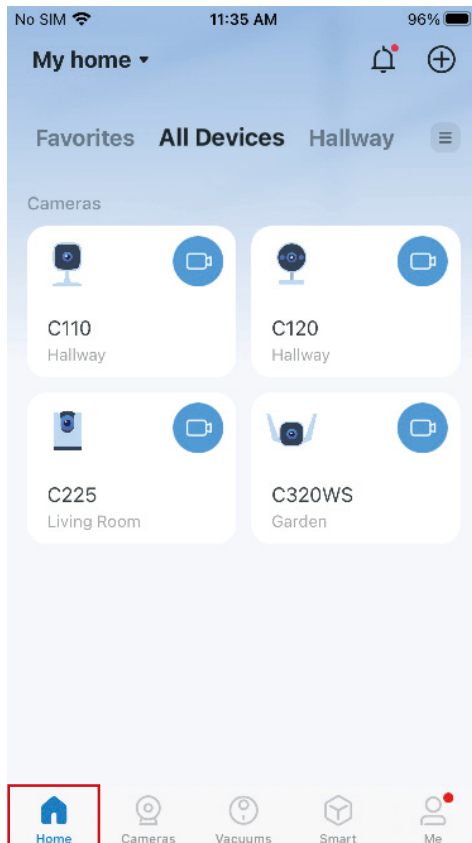 No SIM 11:35 AM 96%
My home
Favorites All Devices Hallway
Cameras
C110
Hallway
C120
Hallway
C225
Living Room
C320WS
Garden
Home Cameras Vacuums Smart Me